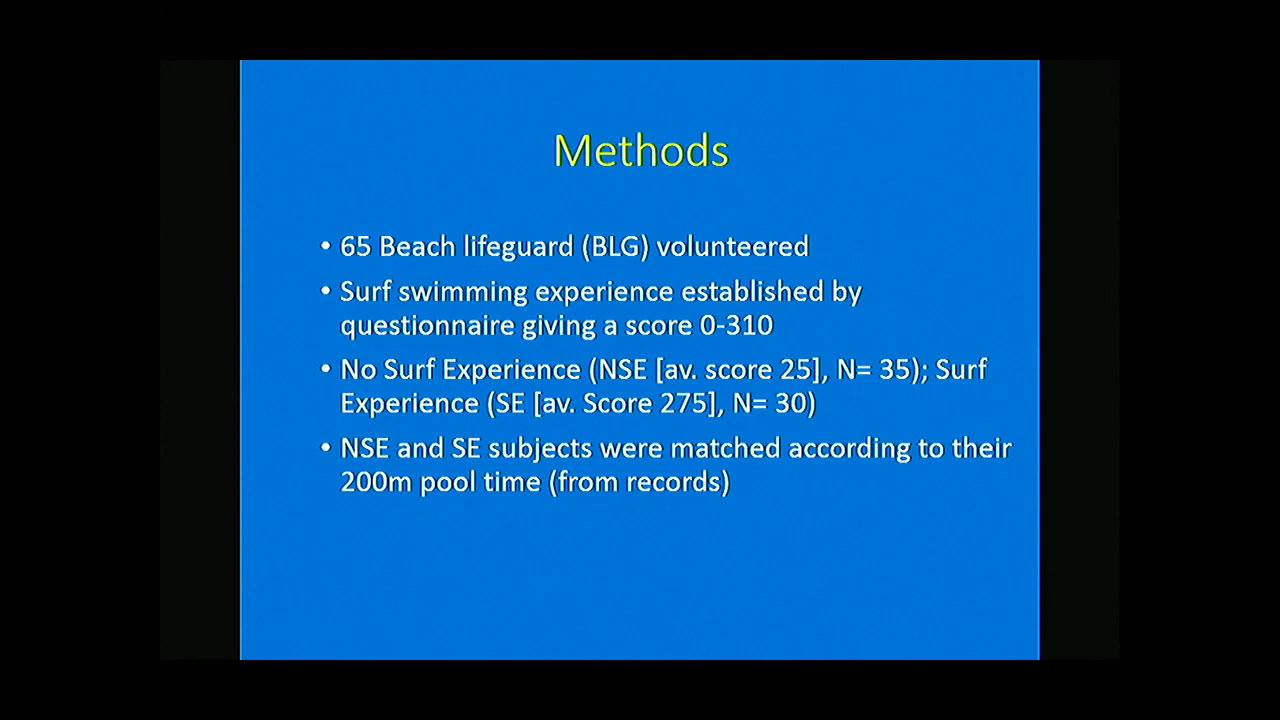 Methods
• 65 Beach lifeguard (BLG) volunteered
• Surf swimming experience established by
questionnaire giving a score 0-310
• No Surf Experience (NSE [av. score 25], N= 35); Surf
Experience (SE [av. Score 275], N= 30)
• NSE and SE subjects were matched according to their
200m pool time (from records)